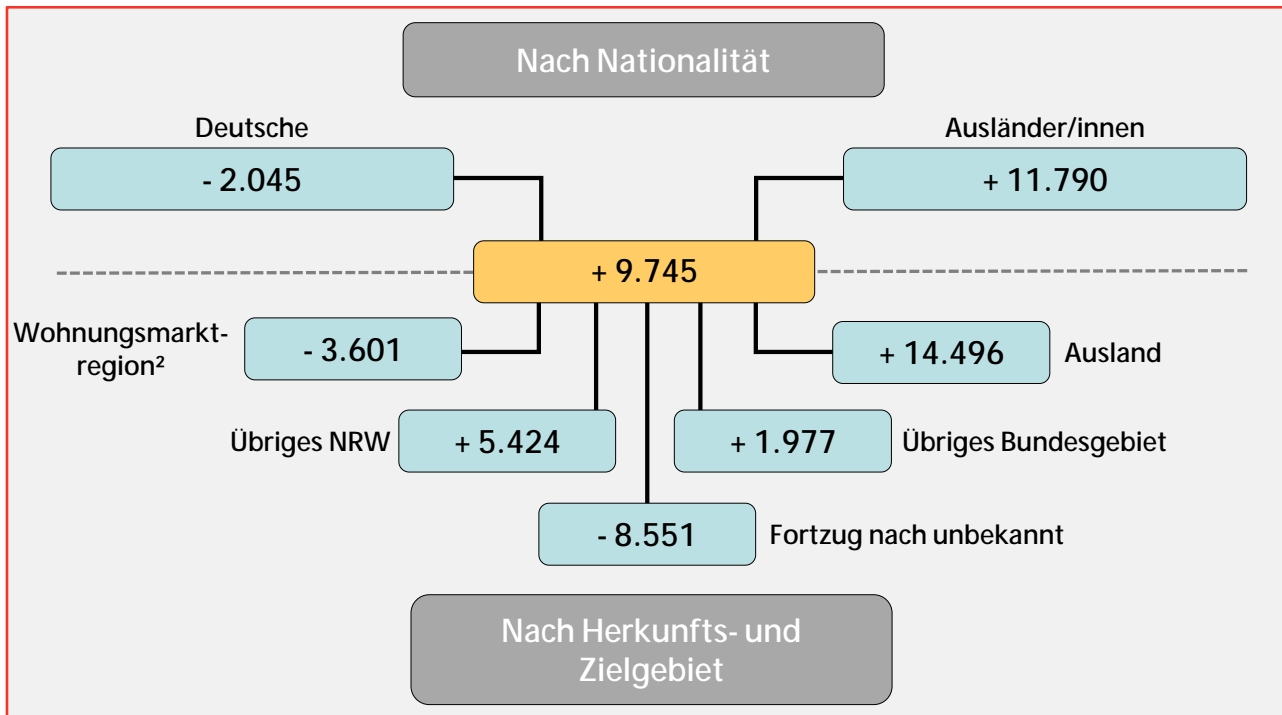 Nach Nationalität
Deutsche
Ausländer/innen
- 2.045
+ 11.790
+ 9.745
Wohnungsmarkt-
region²
- 3.601
+ 14.496
Ausland
Übriges NRW
+ 5.424
+ 1.977
Übriges Bundesgebiet
- 8.551
Fortzug nach unbekannt
Nach Herkunfts- und
Zielgebiet